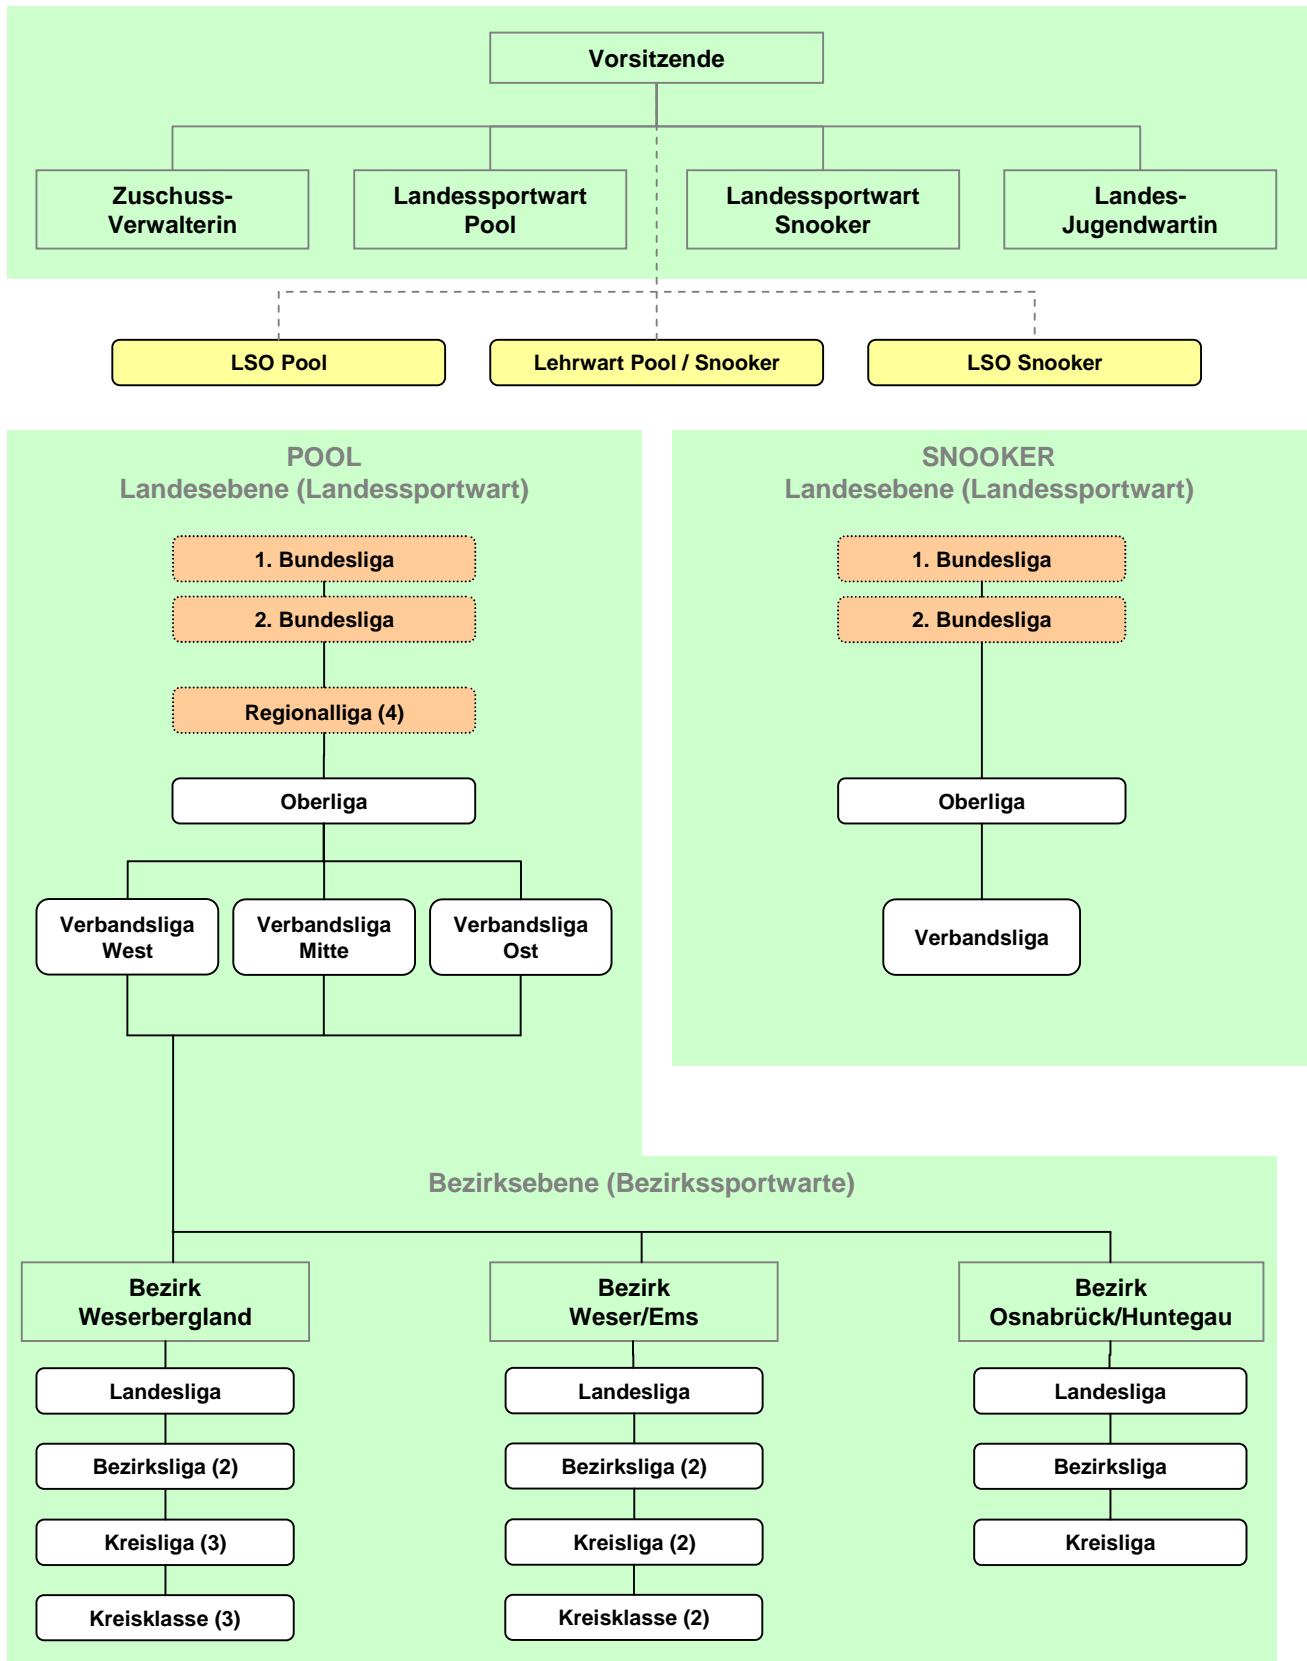 Vorsitzende
Zuschuss-
Verwalterin
Landessportwart
Pool
Landessportwart
Snooker
Landes-
Jugendwartin
LSO Pool
Lehrwart Pool / Snooker
LSO Snooker
POOL
Landesebene (Landessportwart)
1. Bundesliga
2. Bundesliga
Regionalliga (4)
Oberliga
Verbandsliga
West
Verbandsliga
Mitte
Verbandsliga
Ost
SNOOKER
Landesebene (Landessportwart)
1. Bundesliga
2. Bundesliga
Oberliga
Verbandsliga
Bezirksebene (Bezirkssportwarte)
Bezirk
Weserbergland
Landesliga
Bezirksliga (2)
Kreisliga (3)
Kreisklasse (3)
Bezirk
Weser/Ems
Landesliga
Bezirksliga (2)
Kreisliga (2)
Kreisklasse (2)
Bezirk
Osnabrück/Huntegau
Landesliga
Bezirksliga
Kreisliga